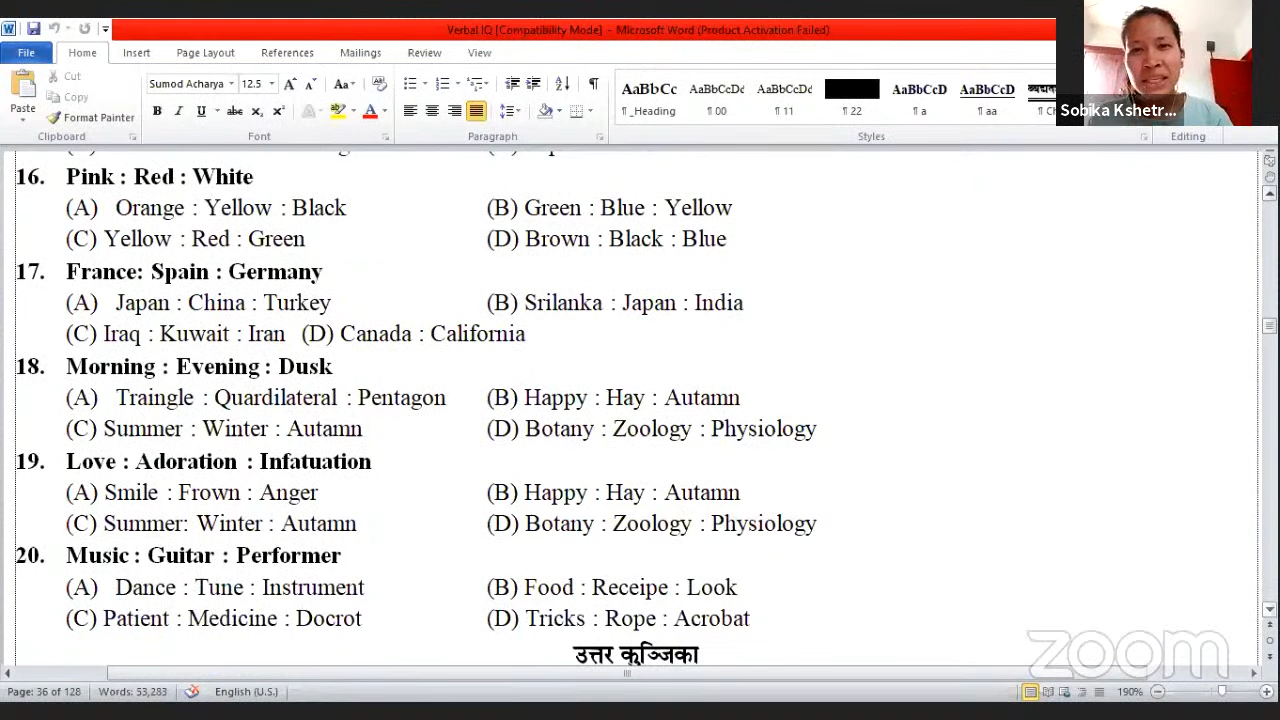 Verbal IQ [Compatibility Mode] - Microsoft Word (Product Activation Failed)
File Home Insert Page Layout References Mailings Review View
Cut
Copy
Format Painter
Paste
Sumod Acharya 12.5
AaBbCc AaBbCcDc AaBbCcDd AaBbCcD AaBbCcD
¶_Heading ¶ 00 ¶ 11 ¶ 22 ¶ a ¶ aa
Clipboard Font Paragraph Styles Editing
Sobika Kshetr...
16. Pink : Red : White
(A) Orange : Yellow : Black (B) Green : Blue : Yellow
(C) Yellow : Red : Green (D) Brown : Black : Blue
17. France: Spain : Germany
(A) Japan : China : Turkey (B) Srilanka : Japan : India
(C) Iraq : Kuwait : Iran (D) Canada : California
18. Morning : Evening : Dusk
(A) Traingle : Quardilateral : Pentagon (B) Happy : Hay : Autamn
(C) Summer : Winter : Autamn (D) Botany : Zoology : Physiology
19. Love : Adoration : Infatuation
(A) Smile : Frown : Anger (B) Happy : Hay : Autamn
(C) Summer: Winter : Autamn (D) Botany : Zoology : Physiology
20. Music : Guitar : Performer
(A) Dance : Tune : Instrument (B) Food : Receipe : Look
(C) Patient : Medicine : Docrot (D) Tricks : Rope : Acrobat
उत्तर कुञ्जिका
zoom
Page: 36 of 128 Words: 53,283 English (U.S.) 190%